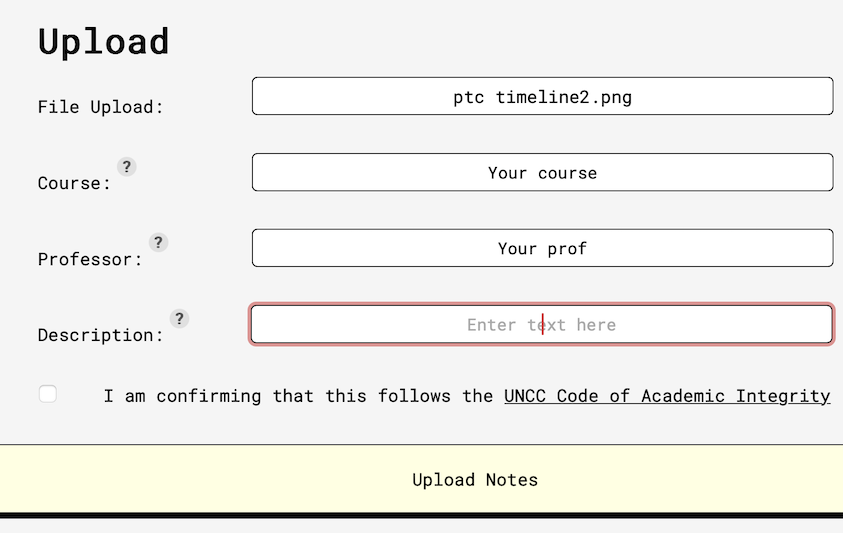 Upload
File Upload: ptc timeline2.png
Course: ? Your course
Professor: ? Your prof
Description: ? Enter text here
I am confirming that this follows the UNCC Code of Academic Integrity
Upload Notes